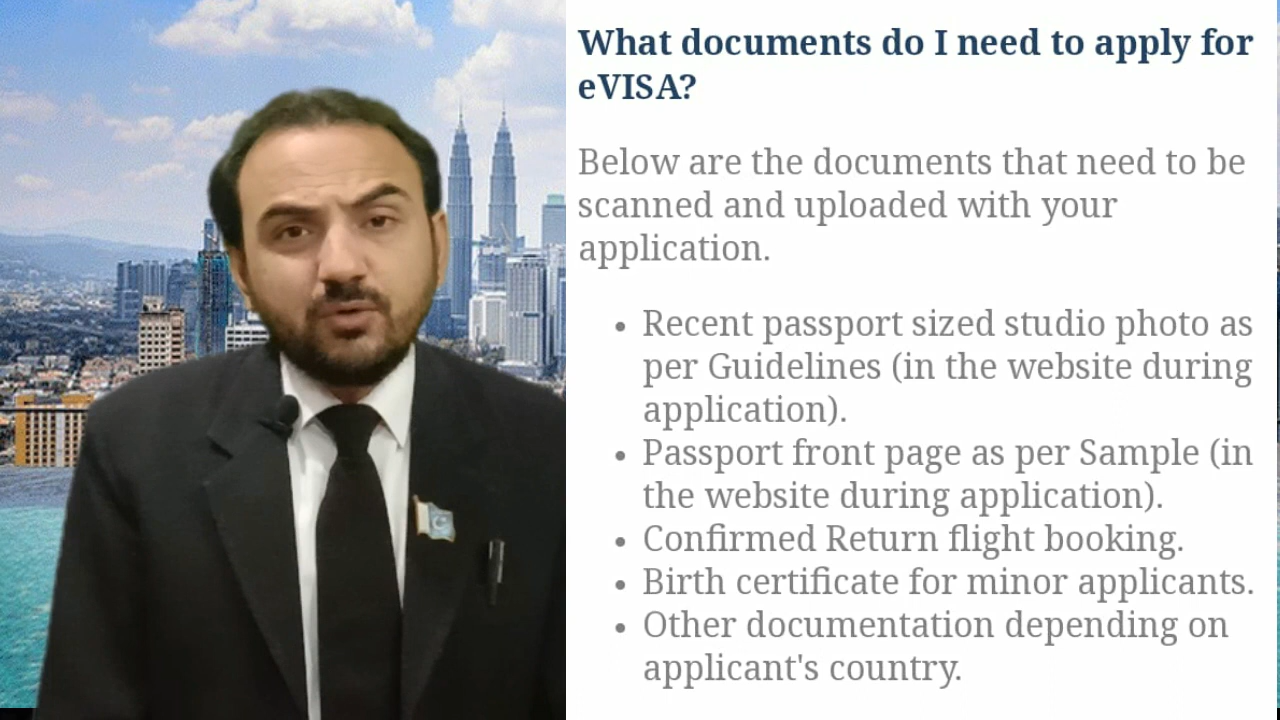 What documents do I need to apply for
eVISA?
Below are the documents that need to be
scanned and uploaded with your
application.
• Recent passport sized studio photo as
per Guidelines (in the website during
application).
• Passport front page as per Sample (in
the website during application).
• Confirmed Return flight booking.
• Birth certificate for minor applicants.
• Other documentation depending on
applicant's country.